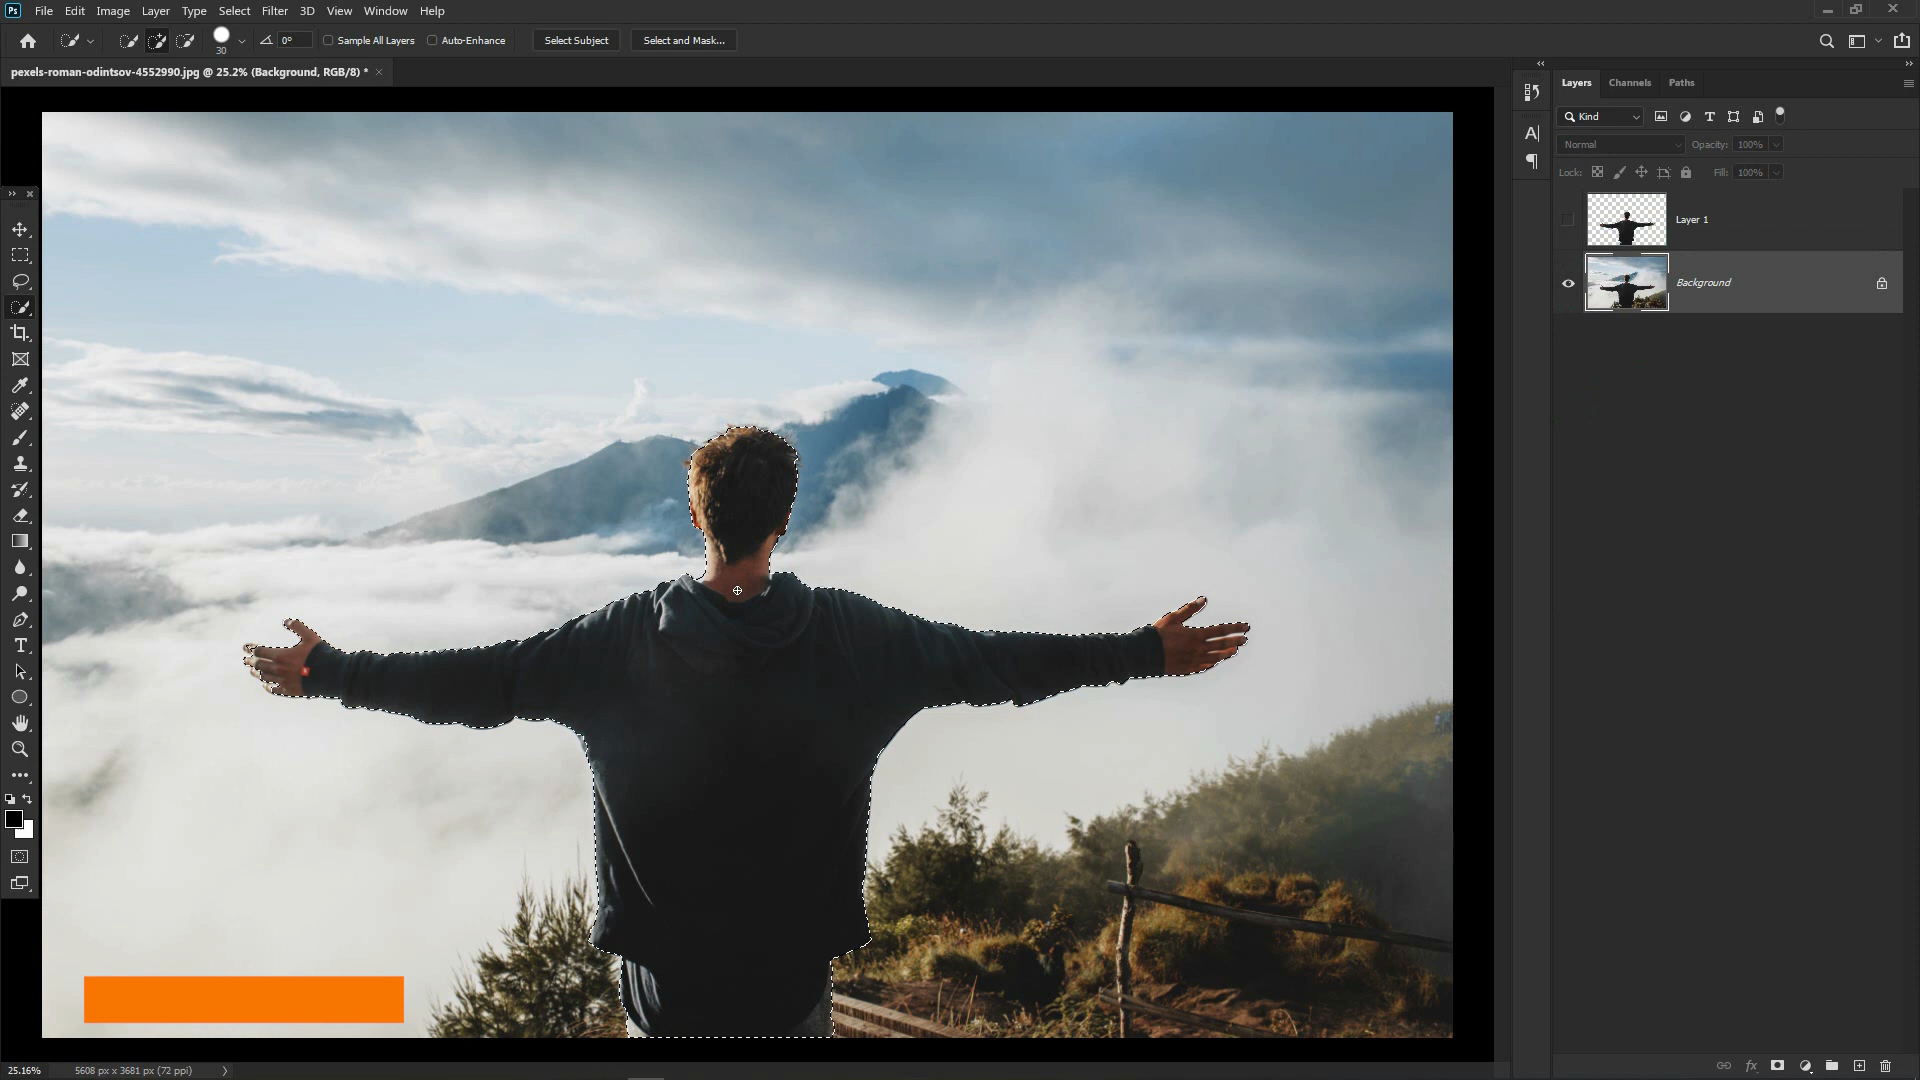 Ps File Edit Image Layer Type Select Filter 3D View Window Help
30 0° Sample All Layers Auto-Enhance Select Subject Select and Mask...
pexels-roman-odintsov-4552990.jpg @ 25.2% (Background, RGB/8) *
Layers Channels Paths
Kind
Normal Opacity: 100%
Lock: Fill: 100%
Layer 1
Background
25.16% 5608 px x 3681 px (72 ppi)
fx